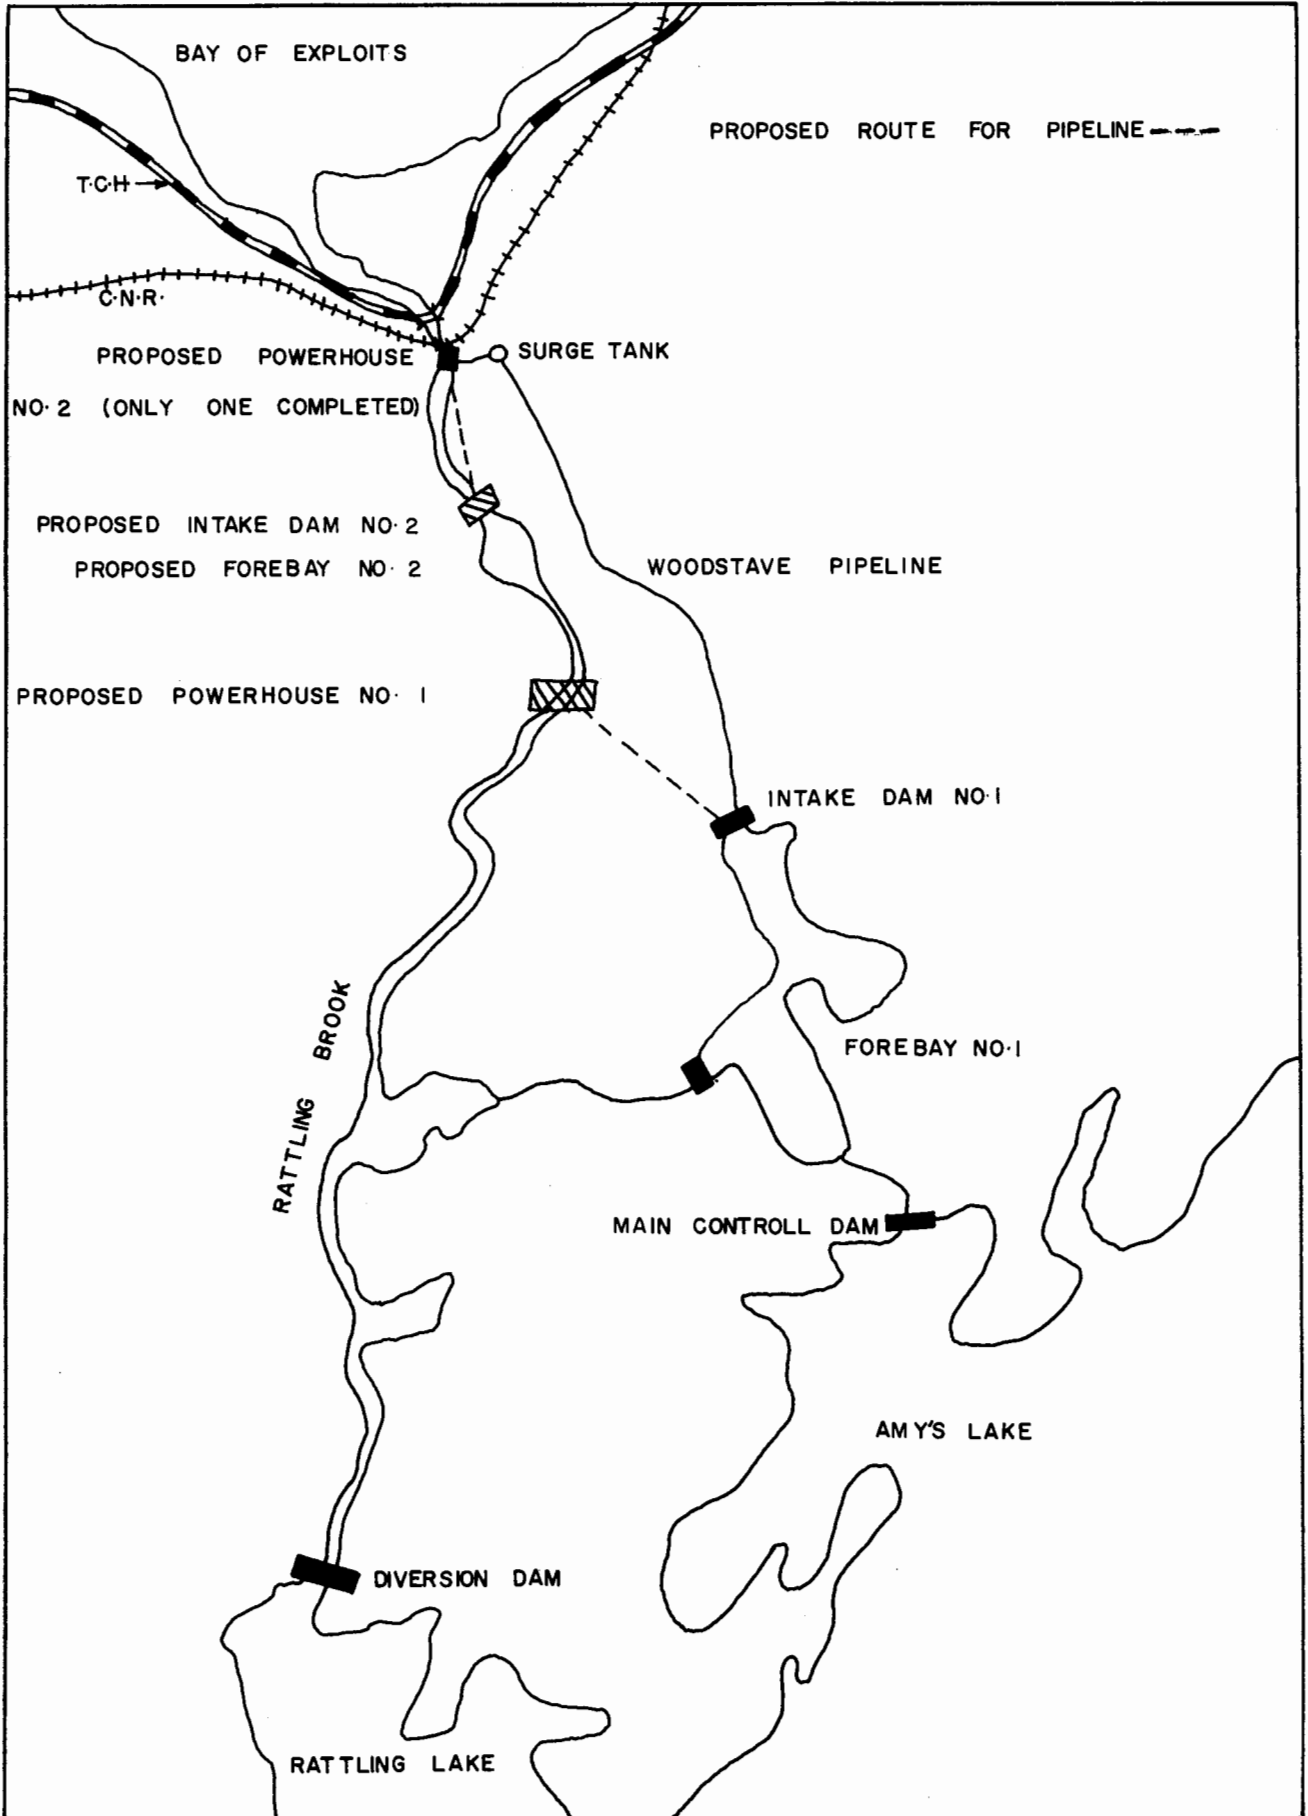 BAY OF EXPLOITS
PROPOSED ROUTE FOR PIPELINE
T.C.H
C.N.R.
PROPOSED POWERHOUSE
NO. 2 (ONLY ONE COMPLETED)
SURGE TANK
PROPOSED INTAKE DAM NO. 2
PROPOSED FOREBAY NO. 2
WOODSTAVE PIPELINE
PROPOSED POWERHOUSE NO. 1
INTAKE DAM NO. 1
RATTLING BROOK
FOREBAY NO. 1
MAIN CONTROLL DAM
AMY'S LAKE
DIVERSION DAM
RATTLING LAKE